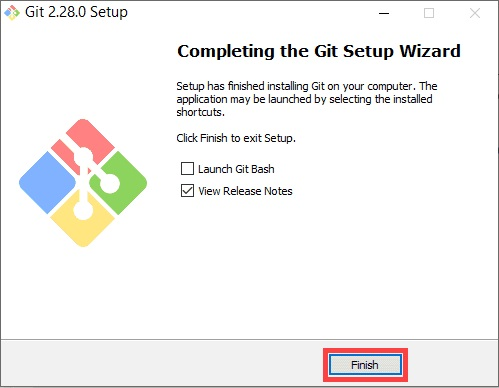 Git 2.28.0 Setup
Completing the Git Setup Wizard
Setup has finished installing Git on your computer. The
application may be launched by selecting the installed
shortcuts.
Click Finish to exit Setup.
Launch Git Bash
View Release Notes
Finish